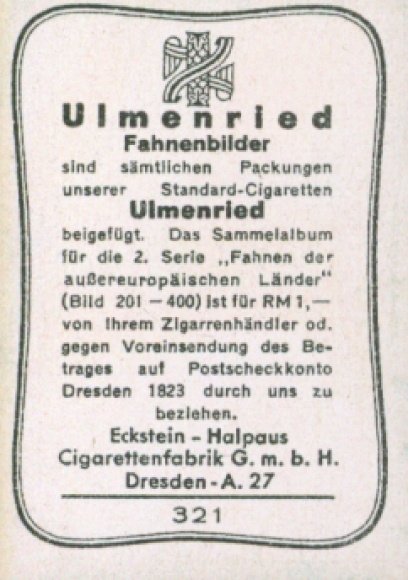 Ulmenried
Fahnenbilder
sind sämtlichen Packungen
unserer Standard-Cigaretten
Ulmenried
beigefügt. Das Sammelalbum
für die 2. Serie „Fahnen der
außereuropäischen Länder“
(Bild 201 — 400) ist für RM 1,—
von Ihrem Zigarrenhändler od.
gegen Voreinsendung des Be-
trages auf Postscheckkonto
Dresden 1823 durch uns zu
beziehen.
Eckstein - Halpaus
Cigarettenfabrik G. m. b. H.
Dresden - A. 27
321